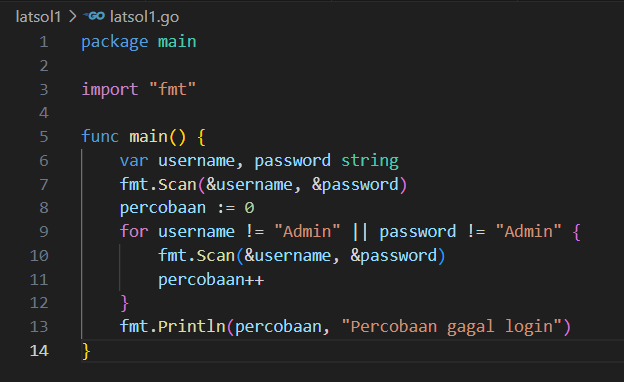 latsol1 > GO latsol1.go
1 package main
2
3 import "fmt"
4
5 func main() {
6     var username, password string
7     fmt.Scan(&username, &password)
8     percobaan := 0
9     for username != "Admin" || password != "Admin" {
10         fmt.Scan(&username, &password)
11         percobaan++
12     }
13     fmt.Println(percobaan, "Percobaan gagal login")
14 }